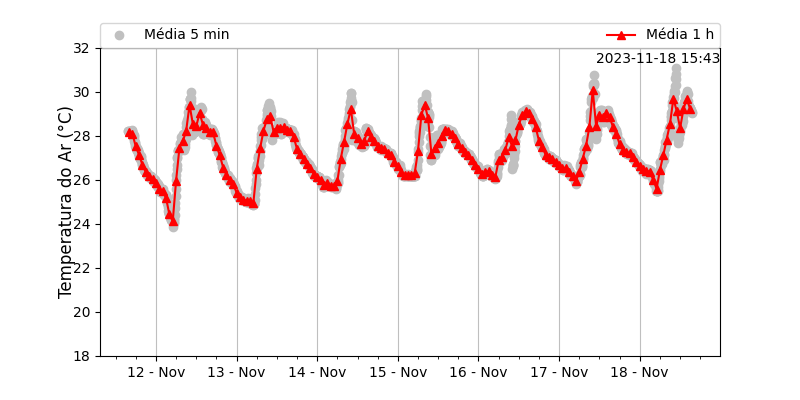 Média 5 min
Média 1 h
2023-11-18 15:43
Temperatura do Ar (°C)
32
30
28
26
24
22
20
18
12 - Nov
13 - Nov
14 - Nov
15 - Nov
16 - Nov
17 - Nov
18 - Nov